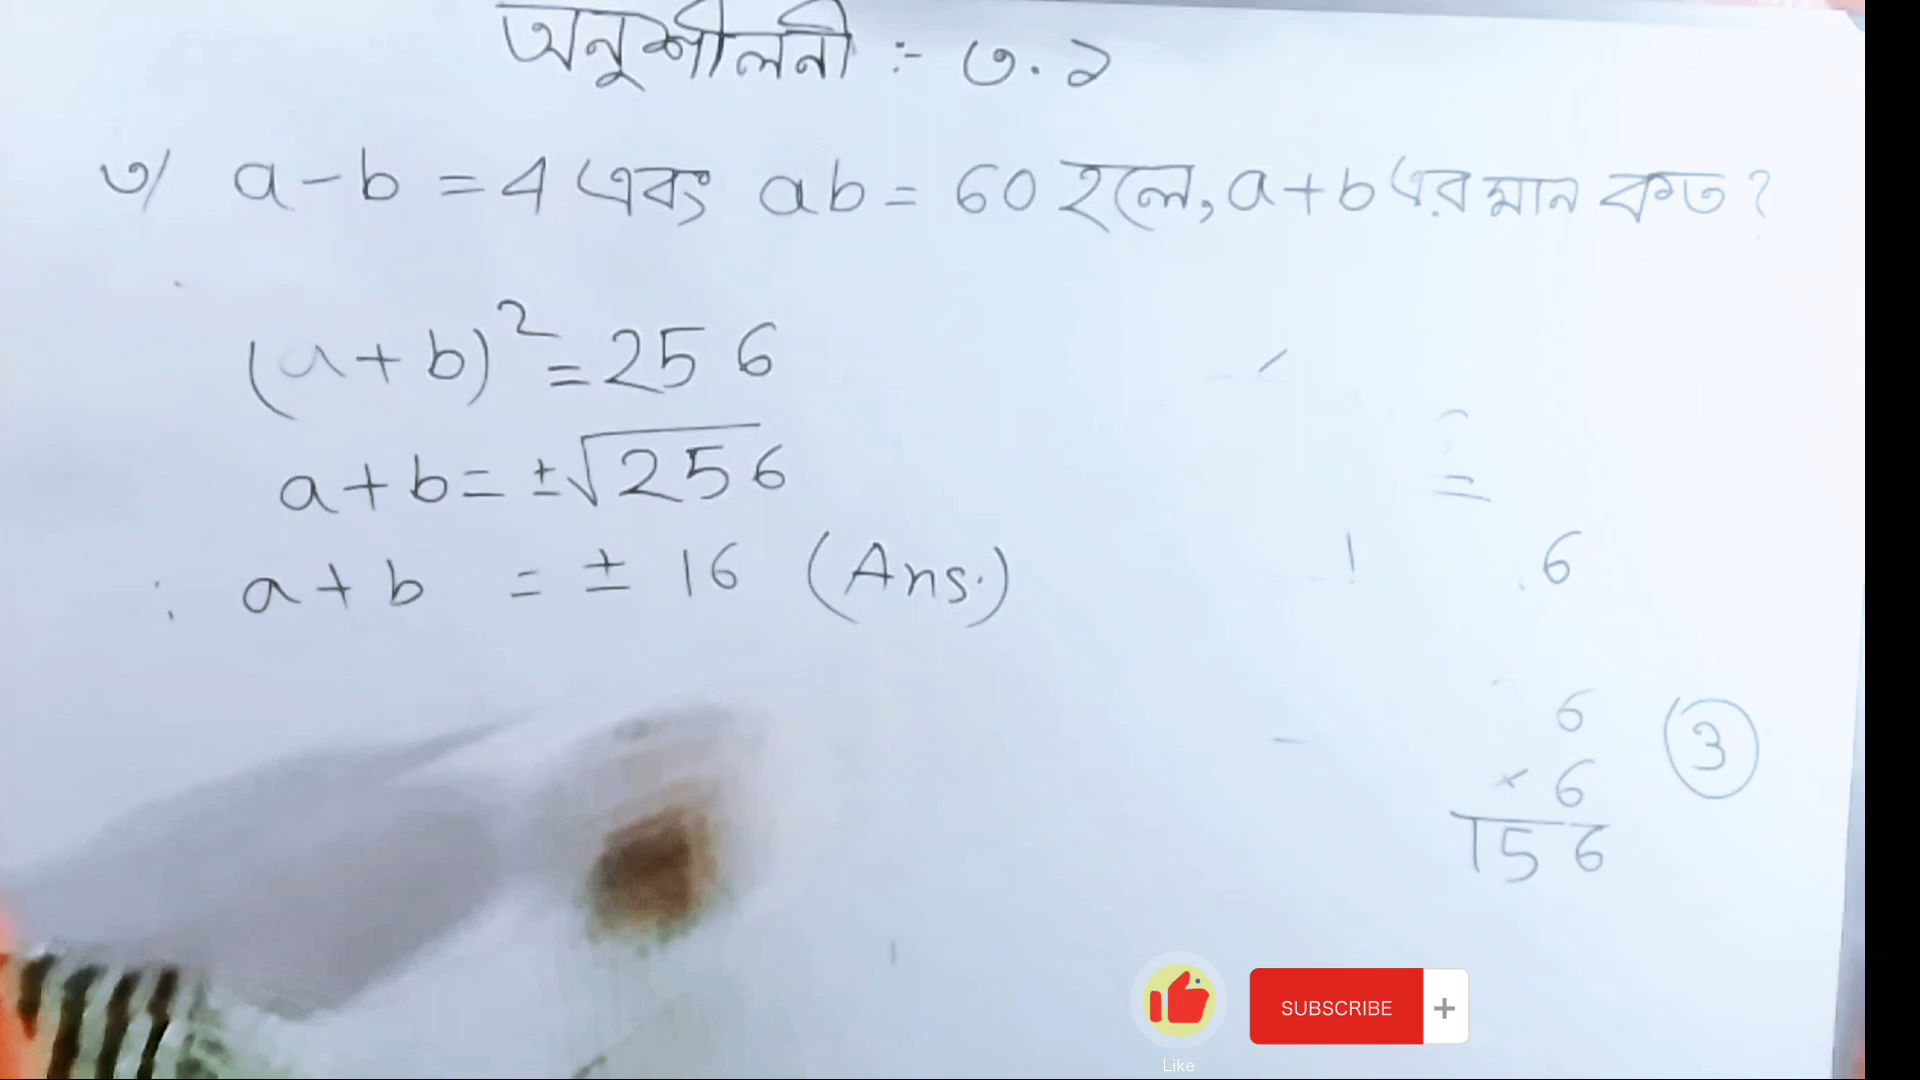 অনুশীলনী :- ৩.১
৩/ a-b = 4 এবং ab = 60 হলে, a+b এর মান কত?
(a+b)²=256
a+b= ±√256
∴ a+b = ± 16 (Ans.)
6
6
× 6
156
3
Like
SUBSCRIBE +